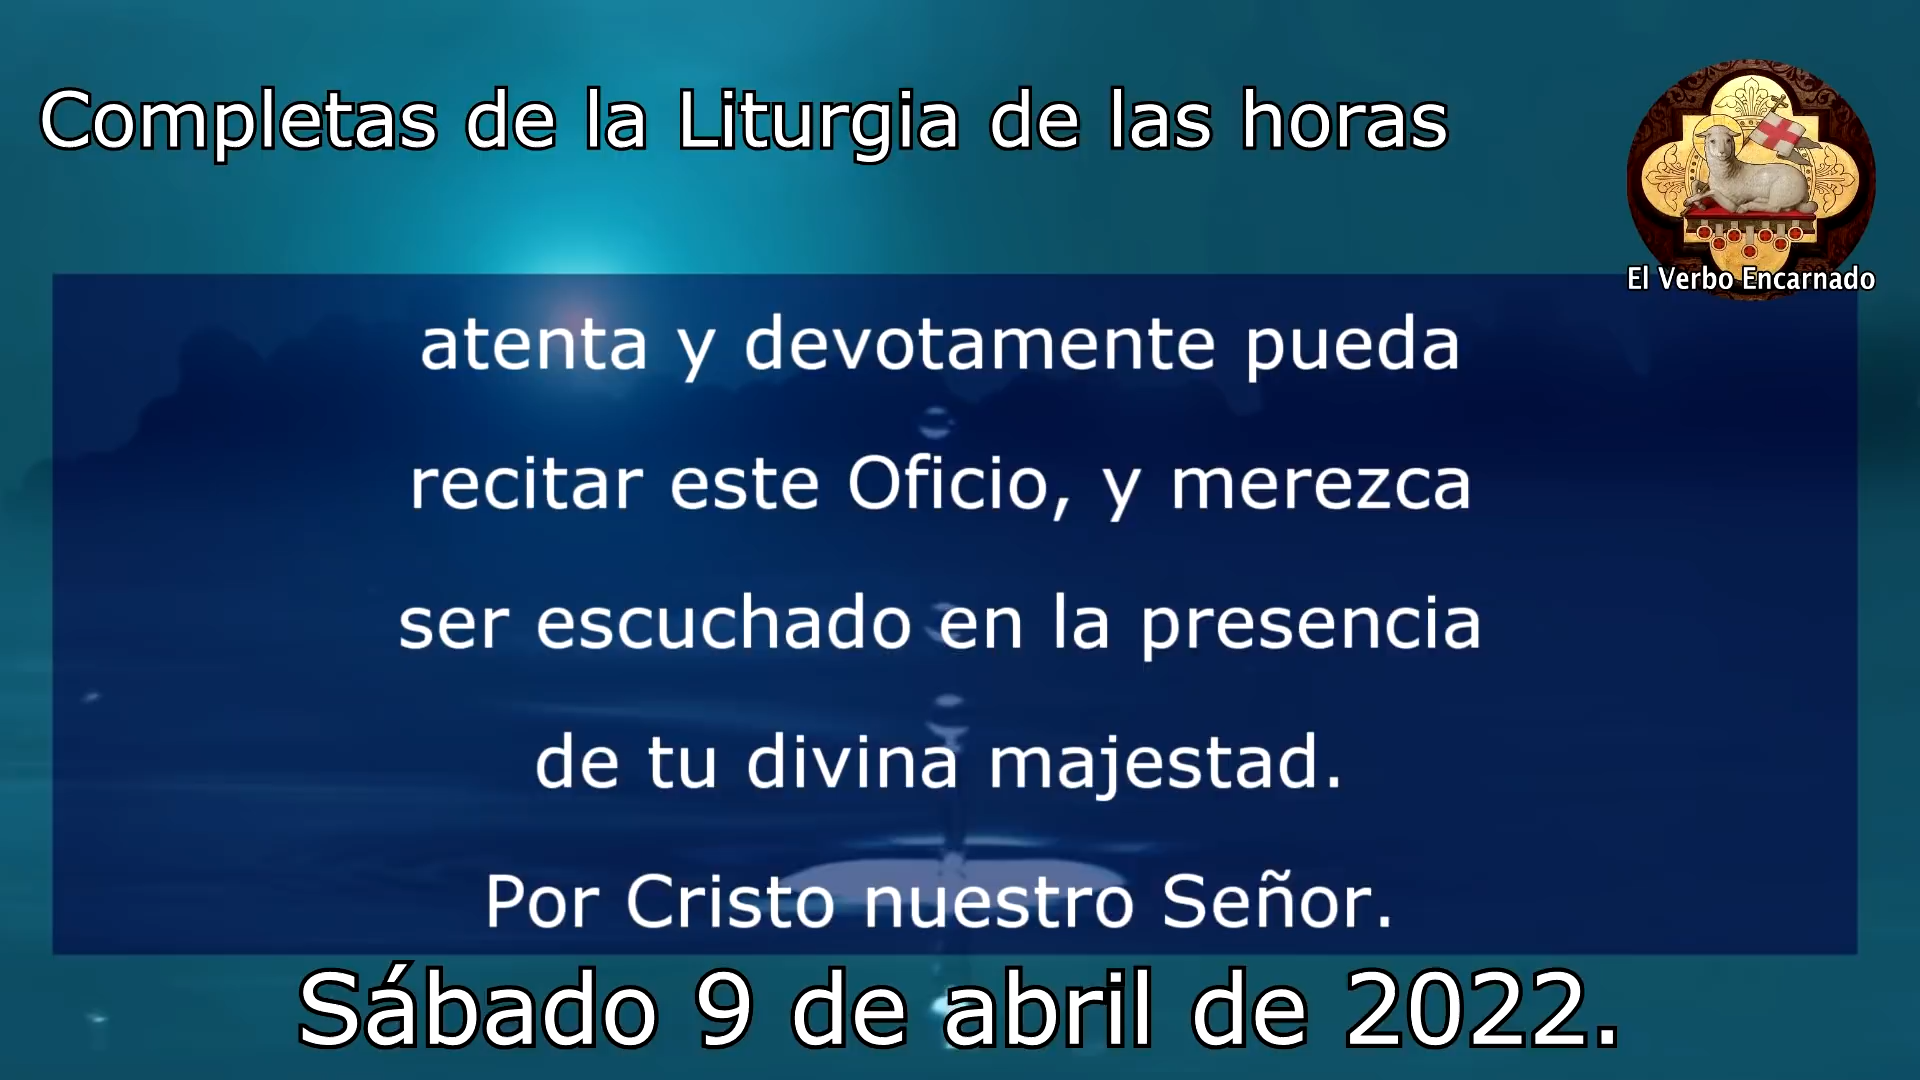 Completas de la Liturgia de las horas
El Verbo Encarnado
atenta y devotamente pueda
recitar este Oficio, y merezca
ser escuchado en la presencia
de tu divina majestad.
Por Cristo nuestro Señor.
Sábado 9 de abril de 2022.